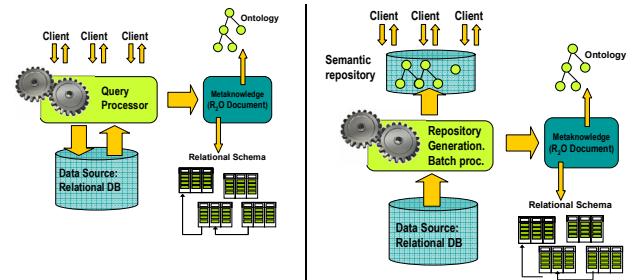 Client Client Client
Ontology
Query
Processor
Metaknowledge
(R2O Document)
Data Source:
Relational DB
Relational Schema
Client Client Client
Semantic
repository
Ontology
Repository
Generation.
Batch proc.
Metaknowledge
(R2O Document)
Data Source:
Relational DB
Relational Schema